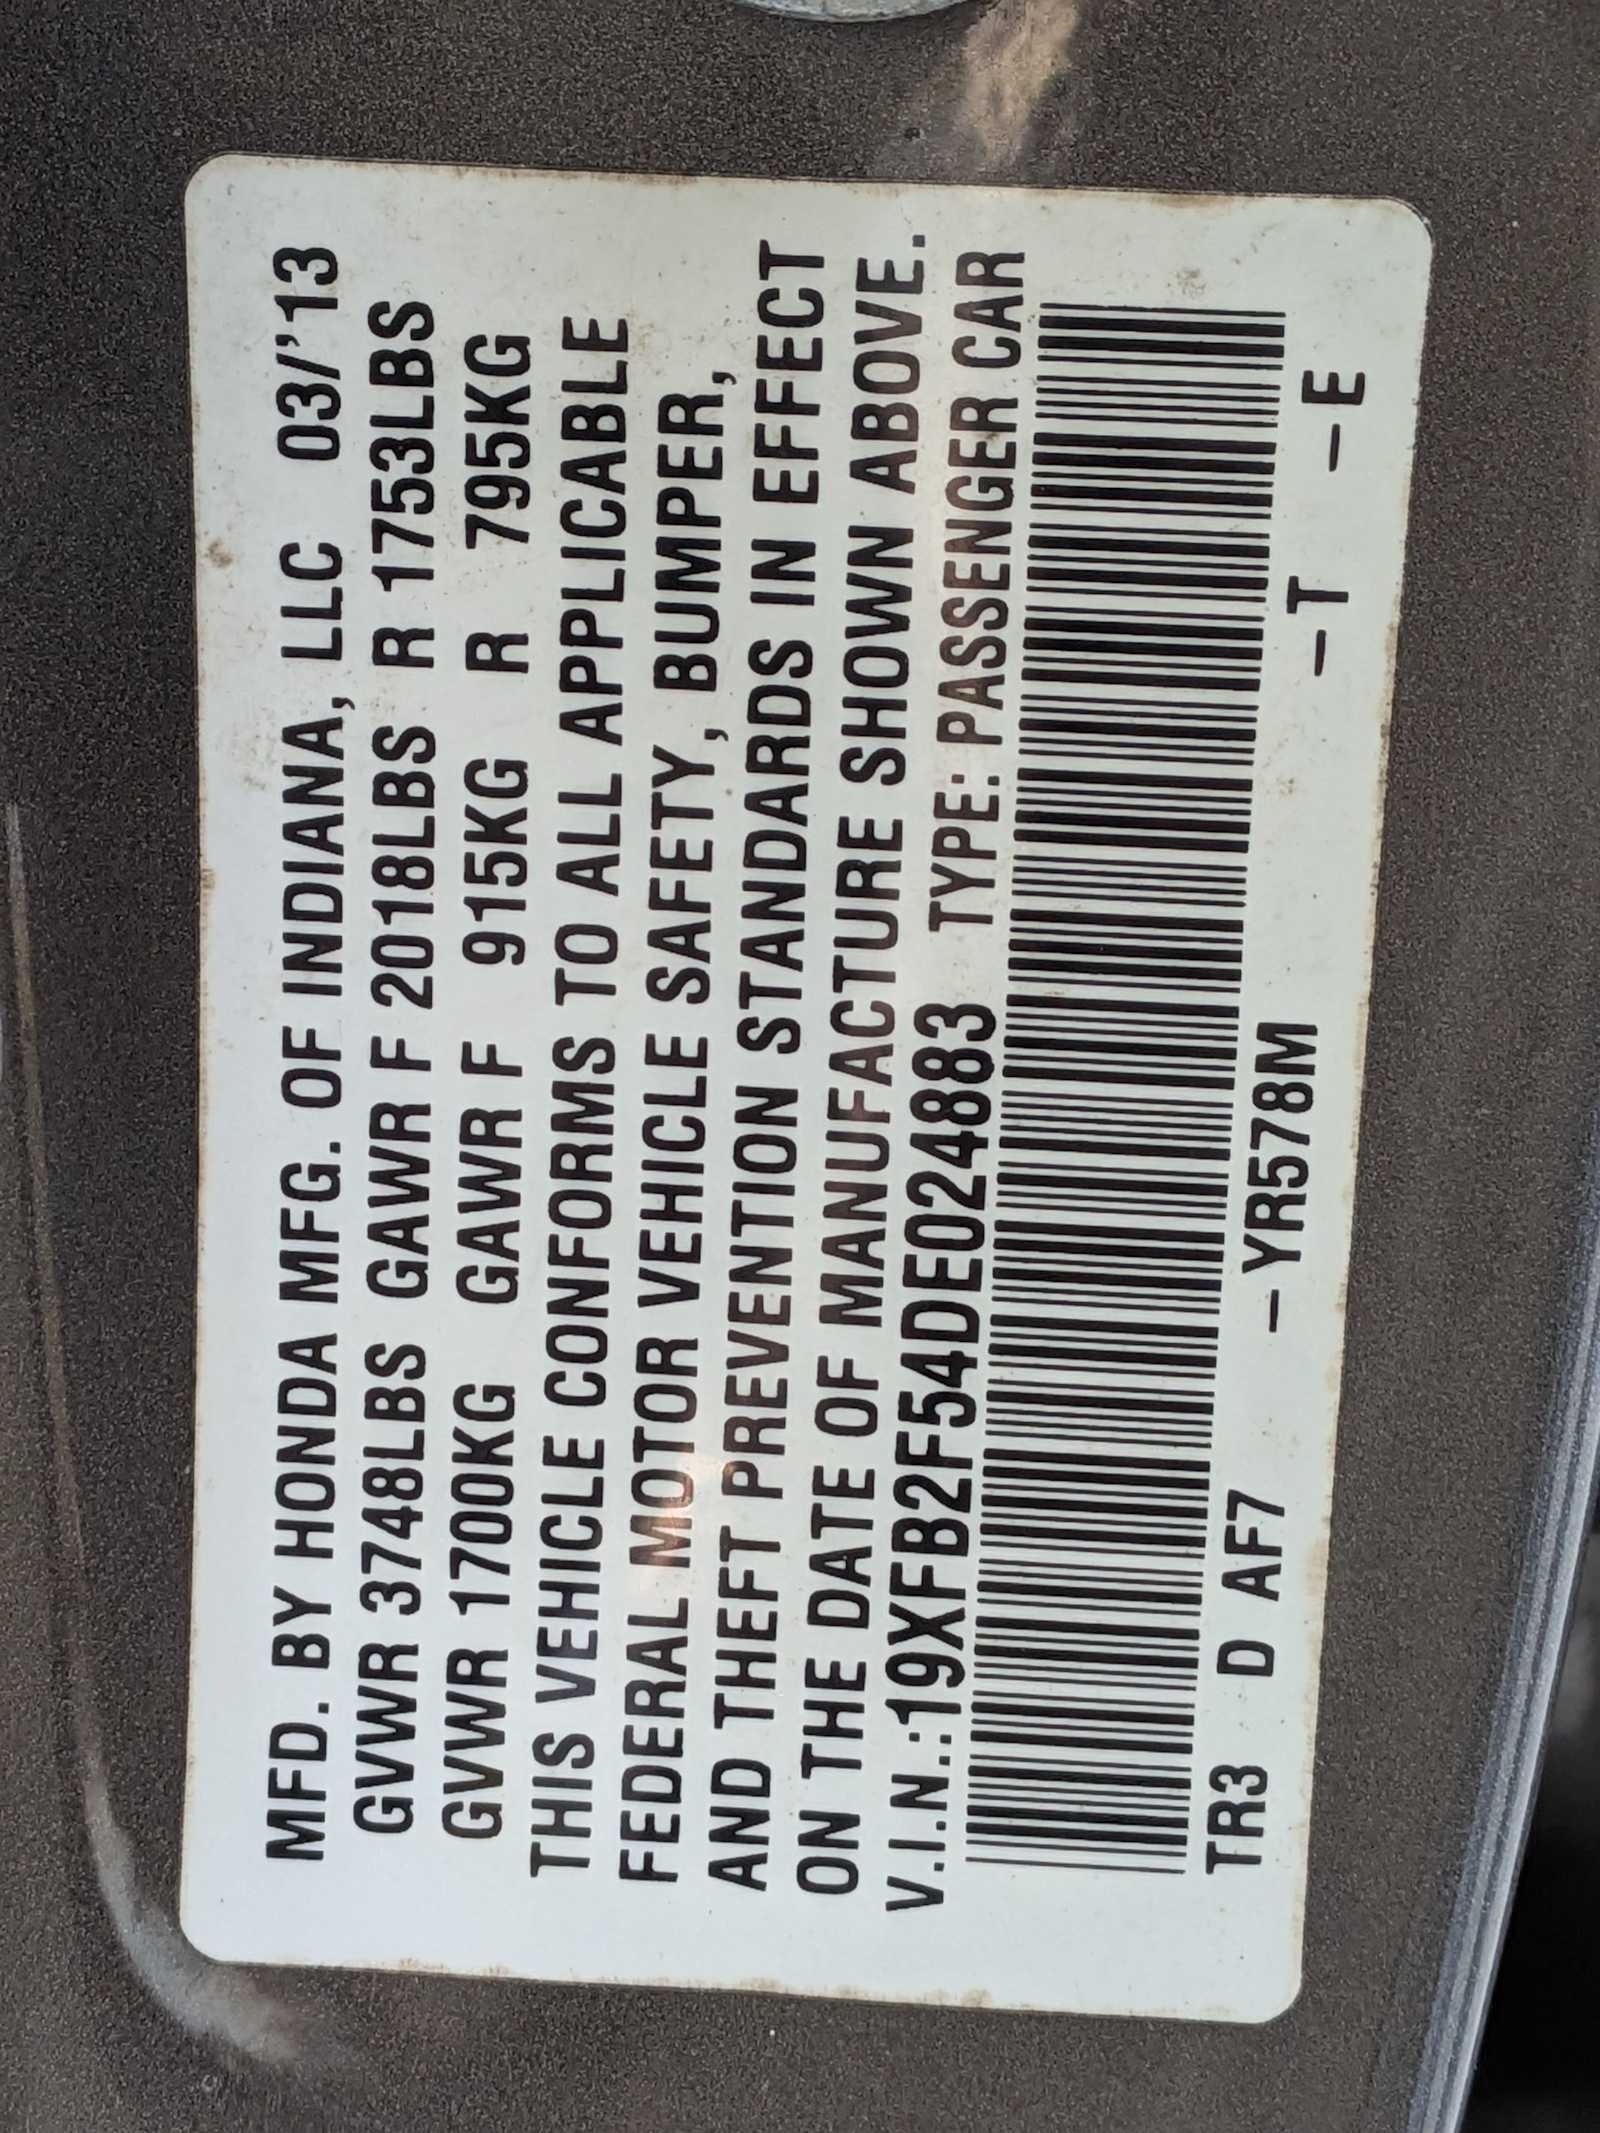 MFD. BY HONDA MFG. OF INDIANA, LLC 03/'13
GVWR 3748LBS GAWR F 2018LBS R 1753LBS
GVWR 1700KG GAWR F 915KG R 795KG
THIS VEHICLE CONFORMS TO ALL APPLICABLE
FEDERAL MOTOR VEHICLE SAFETY, BUMPER,
AND THEFT PREVENTION STANDARDS IN EFFECT
ON THE DATE OF MANUFACTURE SHOWN ABOVE.
V.I.N.:19XFB2F54DE024883 TYPE: PASSENGER CAR
TR3 D AF7 -YR578M -T -E